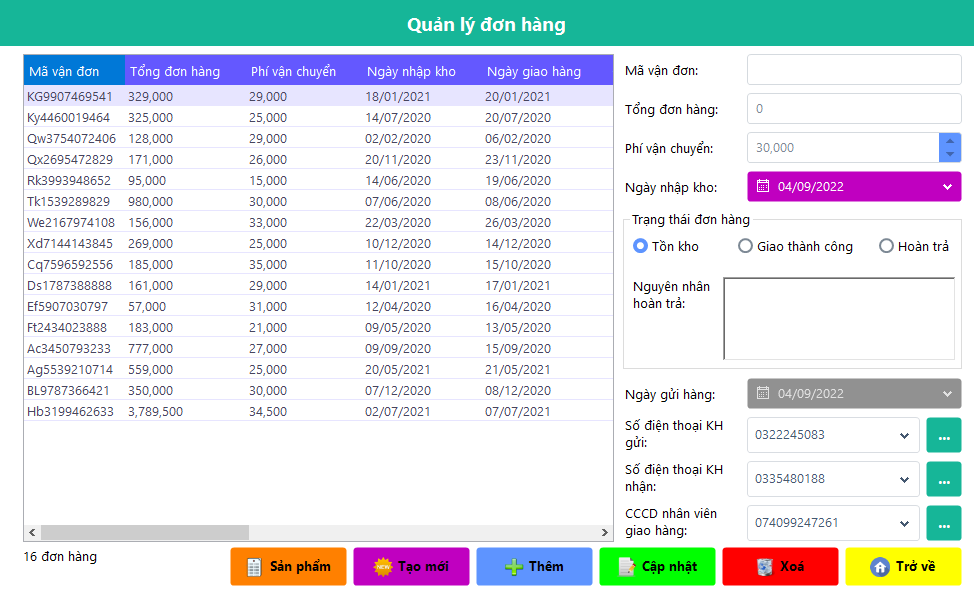 Quản lý đơn hàng
Mã vận đơn Tổng đơn hàng Phí vận chuyển Ngày nhập kho Ngày giao hàng
KG9907469541 329,000 29,000 18/01/2021 20/01/2021
Ky4460019464 325,000 25,000 14/07/2020 20/07/2020
Qw3754072406 128,000 29,000 02/02/2020 06/02/2020
Qx2695472829 171,000 26,000 20/11/2020 23/11/2020
Rk3993948652 95,000 15,000 14/06/2020 19/06/2020
Tk1539289829 980,000 30,000 07/06/2020 08/06/2020
We2167974108 156,000 33,000 22/03/2020 26/03/2020
Xd7144143845 269,000 25,000 10/12/2020 14/12/2020
Cq7596592556 185,000 35,000 11/10/2020 15/10/2020
Ds1787388888 161,000 29,000 14/01/2021 17/01/2021
Ef5907030797 57,000 31,000 12/04/2020 16/04/2020
Ft2434023888 183,000 21,000 09/05/2020 13/05/2020
Ac3450793233 777,000 27,000 09/09/2020 15/09/2020
Ag5539210714 559,000 25,000 20/05/2021 21/05/2021
BL9787366421 350,000 30,000 07/12/2020 08/12/2020
Hb3199462633 3,789,500 34,500 02/07/2021 07/07/2021
16 đơn hàng
Mã vận đơn:
Tổng đơn hàng: 0
Phí vận chuyển: 30,000
Ngày nhập kho: 04/09/2022
Trạng thái đơn hàng
Tồn kho Giao thành công Hoàn trả
Nguyên nhân
hoàn trả:
Ngày gửi hàng: 04/09/2022
Số điện thoại KH
gửi: 0322245083 ...
Số điện thoại KH
nhận: 0335480188 ...
CCCD nhân viên
giao hàng: 074099247261 ...
Sản phẩm NEW Tạo mới Thêm Cập nhật Xoá Trở về